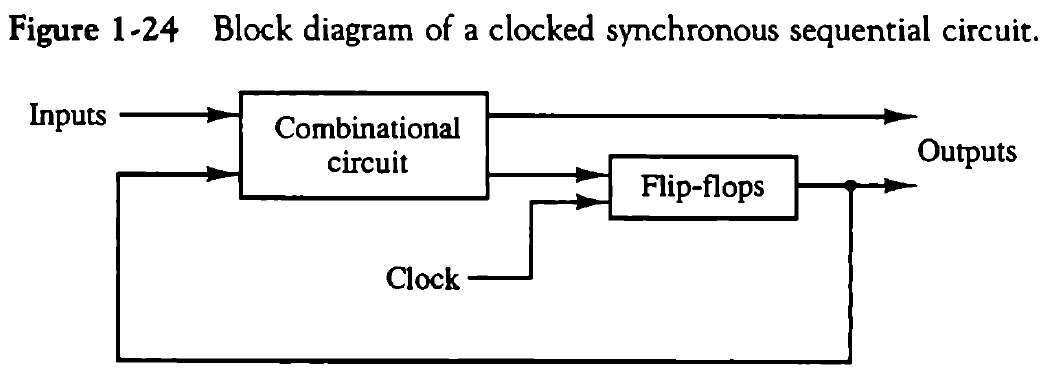 Figure 1-24 Block diagram of a clocked synchronous sequential circuit.
Inputs
Combinational
circuit
Outputs
Flip-flops
Clock